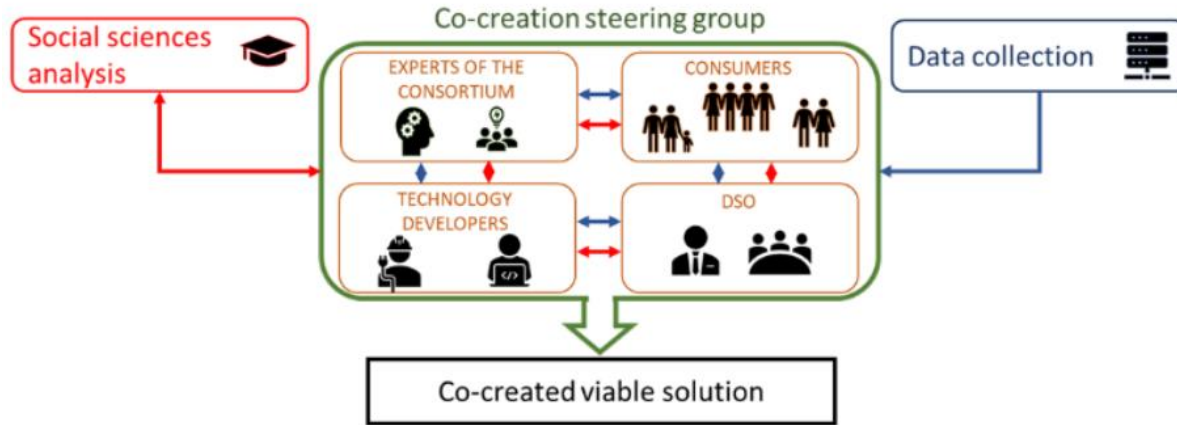 Co-creation steering group
Social sciences
analysis
EXPERTS OF THE
CONSORTIUM
CONSUMERS
Data collection
TECHNOLOGY
DEVELOPERS
DSO
</>
Co-created viable solution